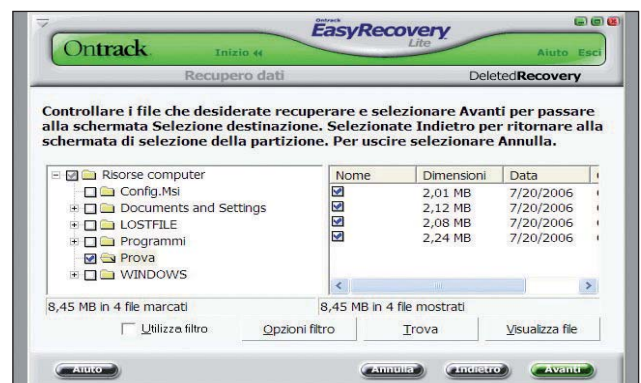 Ontrack
EasyRecovery
Lite
Ontrack
Inizio
Aiuto Esci
Recupero dati
DeletedRecovery
Controllare i file che desiderate recuperare e selezionare Avanti per passare
alla schermata Selezione destinazione. Selezionate Indietro per ritornare alla
schermata di selezione della partizione. Per uscire selezionare Annulla.
Risorse computer
Config.Msi
Documents and Settings
LOSTFILE
Programmi
Prova
WINDOWS
Nome Dimensioni Data
2,01 MB 7/20/2006
2,12 MB 7/20/2006
2,08 MB 7/20/2006
2,24 MB 7/20/2006
8,45 MB in 4 file marcati
8,45 MB in 4 file mostrati
Utilizza filtro
Opzioni filtro
Trova
Visualizza file
Aiuto
Annulla
Indietro
Avanti